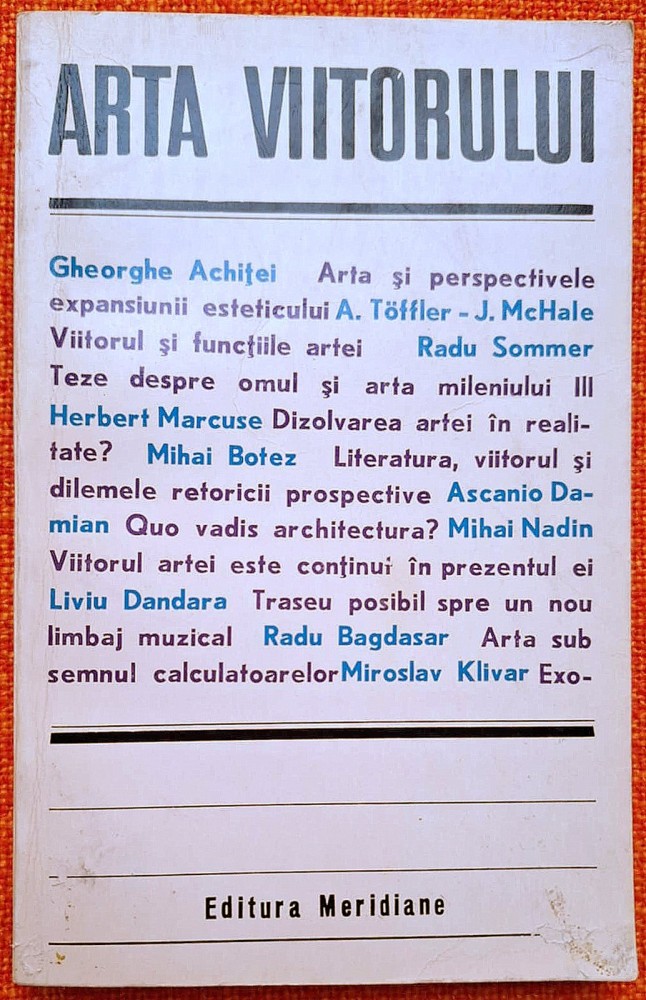 ARTA VIITORULUI
Gheorghe Achiţei Arta şi perspectivele
expansiunii esteticului A. Töffler - J. McHale
Viitorul şi funcţiile artei Radu Sommer
Teze despre omul şi arta mileniului III
Herbert Marcuse Dizolvarea artei în reali-
tate? Mihai Botez Literatura, viitorul şi
dilemele retoricii prospective Ascanio Da-
mian Quo vadis architectura? Mihai Nadin
Viitorul artei este conţinut în prezentul ei
Liviu Dandara Traseu posibil spre un nou
limbaj muzical Radu Bagdasar Arta sub
semnul calculatoarelor Miroslav Klivar Exo-
Editura Meridiane